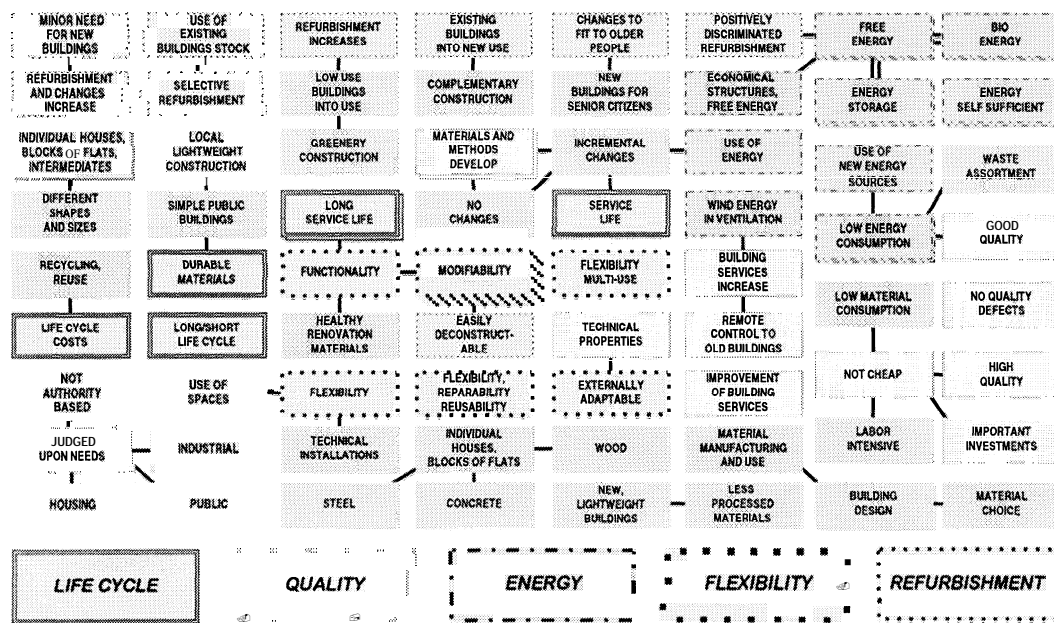 MINOR NEED
FOR NEW
BUILDINGS
USE OF
EXISTING
BUILDINGS STOCK
REFURBISHMENT
INCREASES
EXISTING
BUILDINGS
INTO NEW USE
CHANGES TO
FIT TO OLDER
PEOPLE
POSITIVELY
DISCRIMINATED
REFURBISHMENT
FREE
ENERGY
BIO
ENERGY
REFURBISHMENT
AND CHANGES
INCREASE
SELECTIVE
REFURBISHMENT
LOW USE
BUILDINGS
INTO USE
COMPLEMENTARY
CONSTRUCTION
NEW
BUILDINGS FOR
SENIOR CITIZENS
ECONOMICAL
STRUCTURES,
FREE ENERGY
ENERGY
STORAGE
ENERGY
SELF SUFFICIENT
INDIVIDUAL HOUSES,
BLOCKS OF FLATS,
INTERMEDIATES
LOCAL
LIGHTWEIGHT
CONSTRUCTION
GREENERY
CONSTRUCTION
MATERIALS AND
METHODS
DEVELOP
INCREMENTAL
CHANGES
USE OF
ENERGY
USE OF
NEW ENERGY
SOURCES
WASTE
ASSORTMENT
DIFFERENT
SHAPES
AND SIZES
SIMPLE PUBLIC
BUILDINGS
LONG
SERVICE LIFE
NO
CHANGES
SERVICE
LIFE
WIND ENERGY
IN VENTILATION
LOW ENERGY
CONSUMPTION
GOOD
QUALITY
RECYCLING,
REUSE
DURABLE
MATERIALS
FUNCTIONALITY
MODIFIABILITY
FLEXIBILITY
MULTI-USE
BUILDING
SERVICES
INCREASE
LOW MATERIAL
CONSUMPTION
NO QUALITY
DEFECTS
LIFE CYCLE
COSTS
LONG/SHORT
LIFE CYCLE
HEALTHY
RENOVATION
MATERIALS
EASILY
DECONSTRUCT-
ABLE
TECHNICAL
PROPERTIES
REMOTE
CONTROL TO
OLD BUILDINGS
NOT CHEAP
HIGH
QUALITY
NOT
AUTHORITY
BASED
USE OF
SPACES
FLEXIBILITY
FLEXIBILITY,
REPARABILITY
REUSABILITY
EXTERNALLY
ADAPTABLE
IMPROVEMENT
OF BUILDING
SERVICES
LABOR
INTENSIVE
IMPORTANT
INVESTMENTS
JUDGED
UPON NEEDS
INDUSTRIAL
TECHNICAL
INSTALLATIONS
INDIVIDUAL
HOUSES,
BLOCKS OF FLATS
WOOD
MATERIAL
MANUFACTURING
AND USE
HOUSING
PUBLIC
STEEL
CONCRETE
NEW,
LIGHTWEIGHT
BUILDINGS
LESS
PROCESSED
MATERIALS
BUILDING
DESIGN
MATERIAL
CHOICE
LIFE CYCLE
QUALITY
ENERGY
FLEXIBILITY
REFURBISHMENT